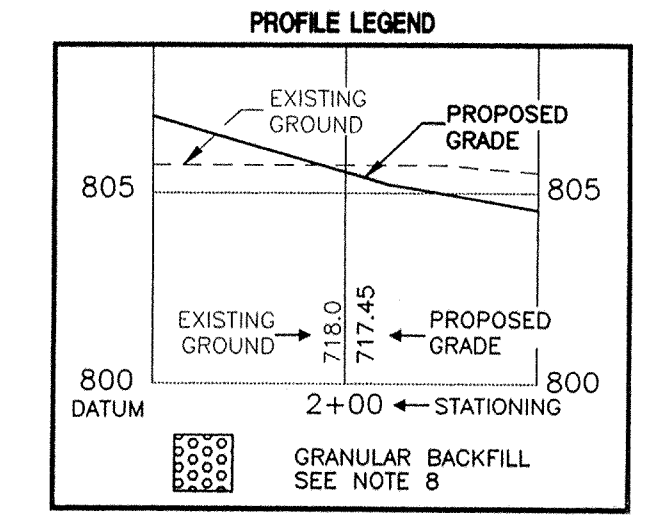 PROFILE LEGEND
EXISTING
GROUND
PROPOSED
GRADE
805
805
EXISTING
GROUND
718.0
717.45
PROPOSED
GRADE
800
800
DATUM
2+00
STATIONING
GRANULAR BACKFILL
SEE NOTE 8